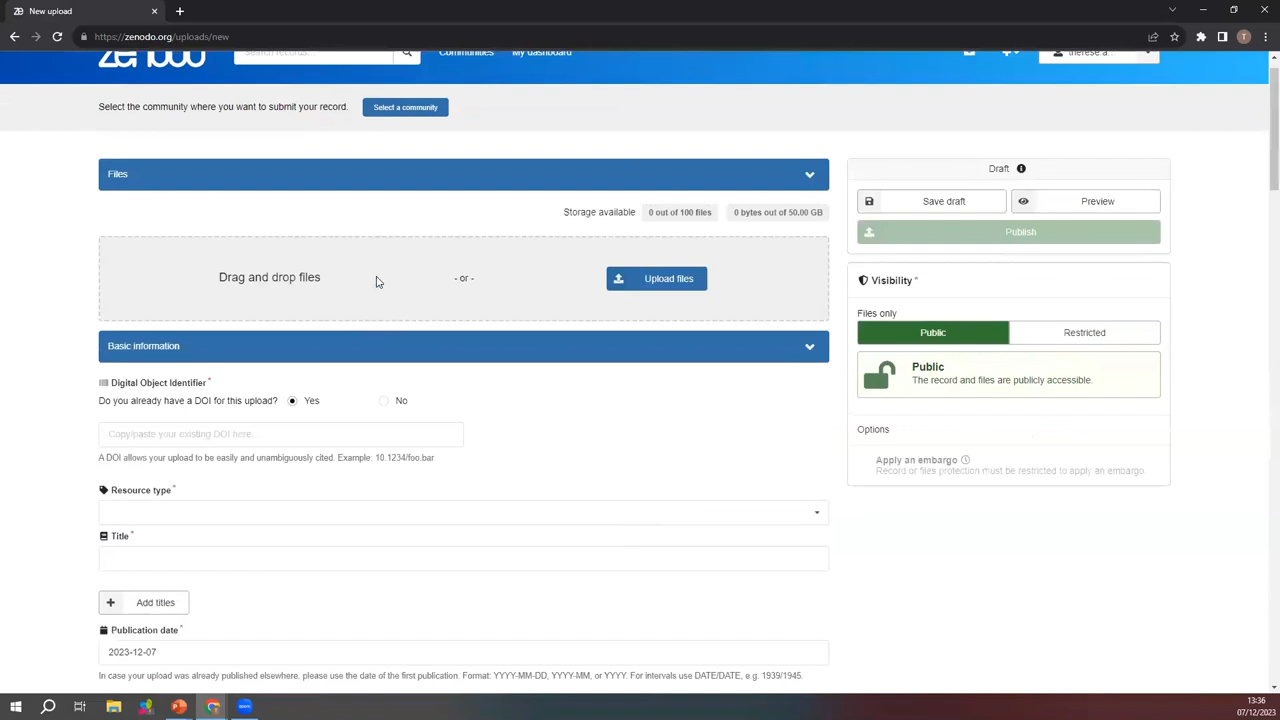 New upload
https://zenodo.org/uploads/new
zenodo
Search records...
Communities
My dashboard
therese.a...
Select the community where you want to submit your record.
Select a community
Files
Storage available
0 out of 100 files
0 bytes out of 50.00 GB
Drag and drop files
- or -
Upload files
Basic information
Digital Object Identifier *
Do you already have a DOI for this upload?
Yes
No
Copy/paste your existing DOI here...
A DOI allows your upload to be easily and unambiguously cited. Example: 10.1234/foo.bar
Resource type *
Title *
Add titles
Publication date *
2023-12-07
In case your upload was already published elsewhere, please use the date of the first publication. Format: YYYY-MM-DD, YYYY-MM, or YYYY. For intervals use DATE/DATE, e.g. 1939/1945.
Draft
Save draft
Preview
Publish
Visibility *
Files only
Public
Restricted
Public
The record and files are publicly accessible.
Options
Apply an embargo
Record or files protection must be restricted to apply an embargo.
T
zoom
13:36
07/12/2023